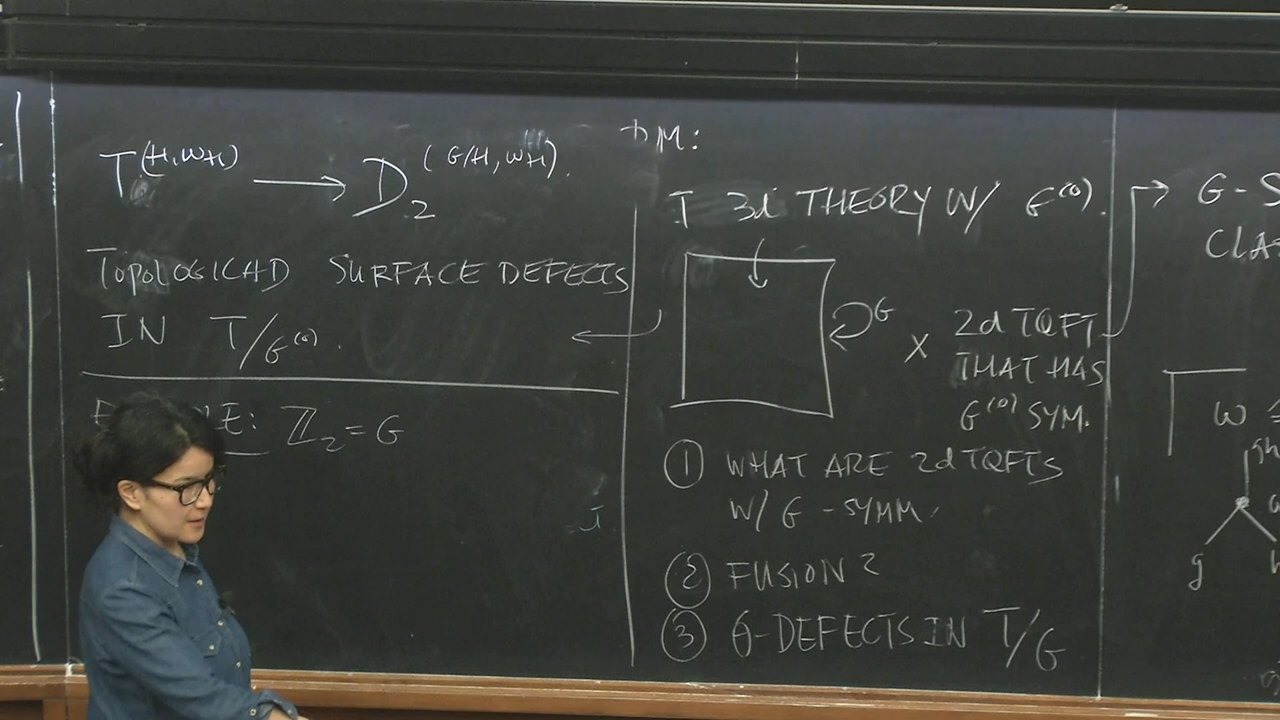 T^(H,ω_H) → D_2^(G/H, ω_H).
TOPOLOGICAL SURFACE DEFECTS
IN T/G^(0).
Z_2 = G
DM:
T 3d THEORY W/ G^(0).
G
× 2d TQFT
THAT HAS
G^(0) SYM.
① WHAT ARE 2d TQFTS
W/ G-SYMM.
② FUSION?
③ G-DEFECTS IN T/G
G-S
CLA
ω
g